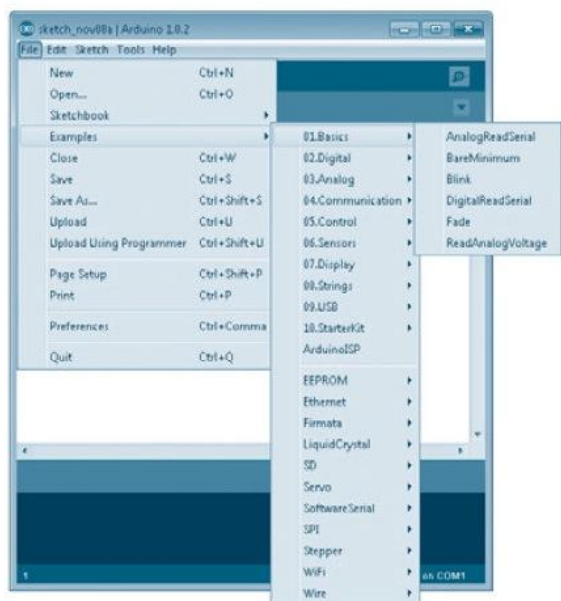 sketch_nov08a | Arduino 1.0.2
File Edit Sketch Tools Help
New Ctrl+N
Open... Ctrl+O
Sketchbook
Examples
Close Ctrl+W
Save Ctrl+S
Save As... Ctrl+Shift+S
Upload Ctrl+U
Upload Using Programmer Ctrl+Shift+U
Page Setup Ctrl+Shift+P
Print Ctrl+P
Preferences Ctrl+Comma
Quit Ctrl+Q
01.Basics
02.Digital
03.Analog
04.Communication
05.Control
06.Sensors
07.Display
08.Strings
09.USB
10.StarterKit
ArduinoISP
EEPROM
Ethernet
Firmata
LiquidCrystal
SD
Servo
SoftwareSerial
SPI
Stepper
WiFi
Wire
AnalogReadSerial
BareMinimum
Blink
DigitalReadSerial
Fade
ReadAnalogVoltage
1 on COM1